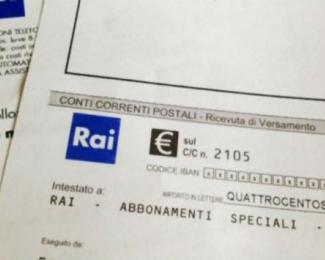 Rai
CONTI CORRENTI POSTALI - Ricevuta di Versamento
Rai € sul
C/C n. 2105
CODICE IBAN
Intestato a:
IMPORTO IN LETTERE QUATTROCENTOS
RAI - ABBONAMENTI SPECIALI -
Eseguito da: